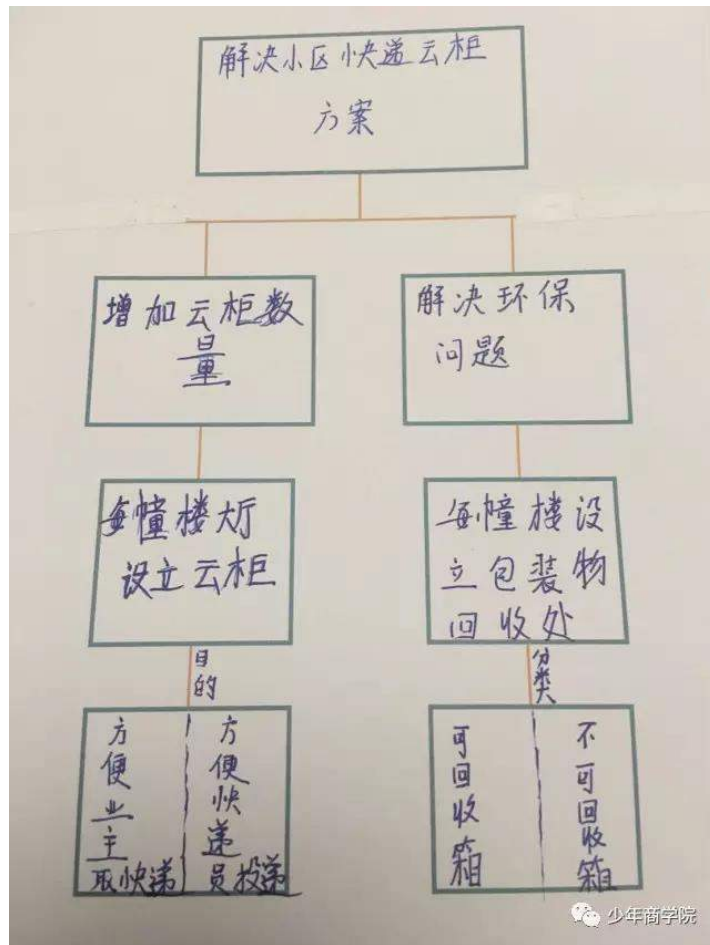 解决小区快递云柜
方案
增加云柜数
量
解决环保
问题
每幢楼大厅
设立云柜
每幢楼设
立包装物
回收处
目的
分类
方便业主
取快递
方便快递
员投递
可回收箱
不可回收箱
少年商学院